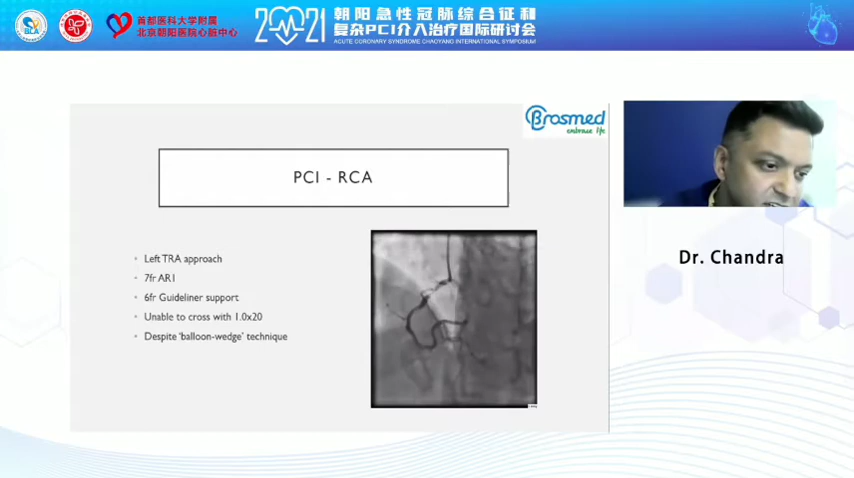 BLA
首都医科大学附属
北京朝阳医院心脏中心
2021
朝阳急性冠脉综合征和
复杂PCI介入治疗国际研讨会
ACUTE CORONARY SYNDROME CHAOYANG INTERNATIONAL SYMPOSIUM
Brosmed
embrace life
PCI - RCA
Left TRA approach
7fr AR1
6fr Guideliner support
Unable to cross with 1.0x20
Despite ‘balloon-wedge’ technique
Dr. Chandra